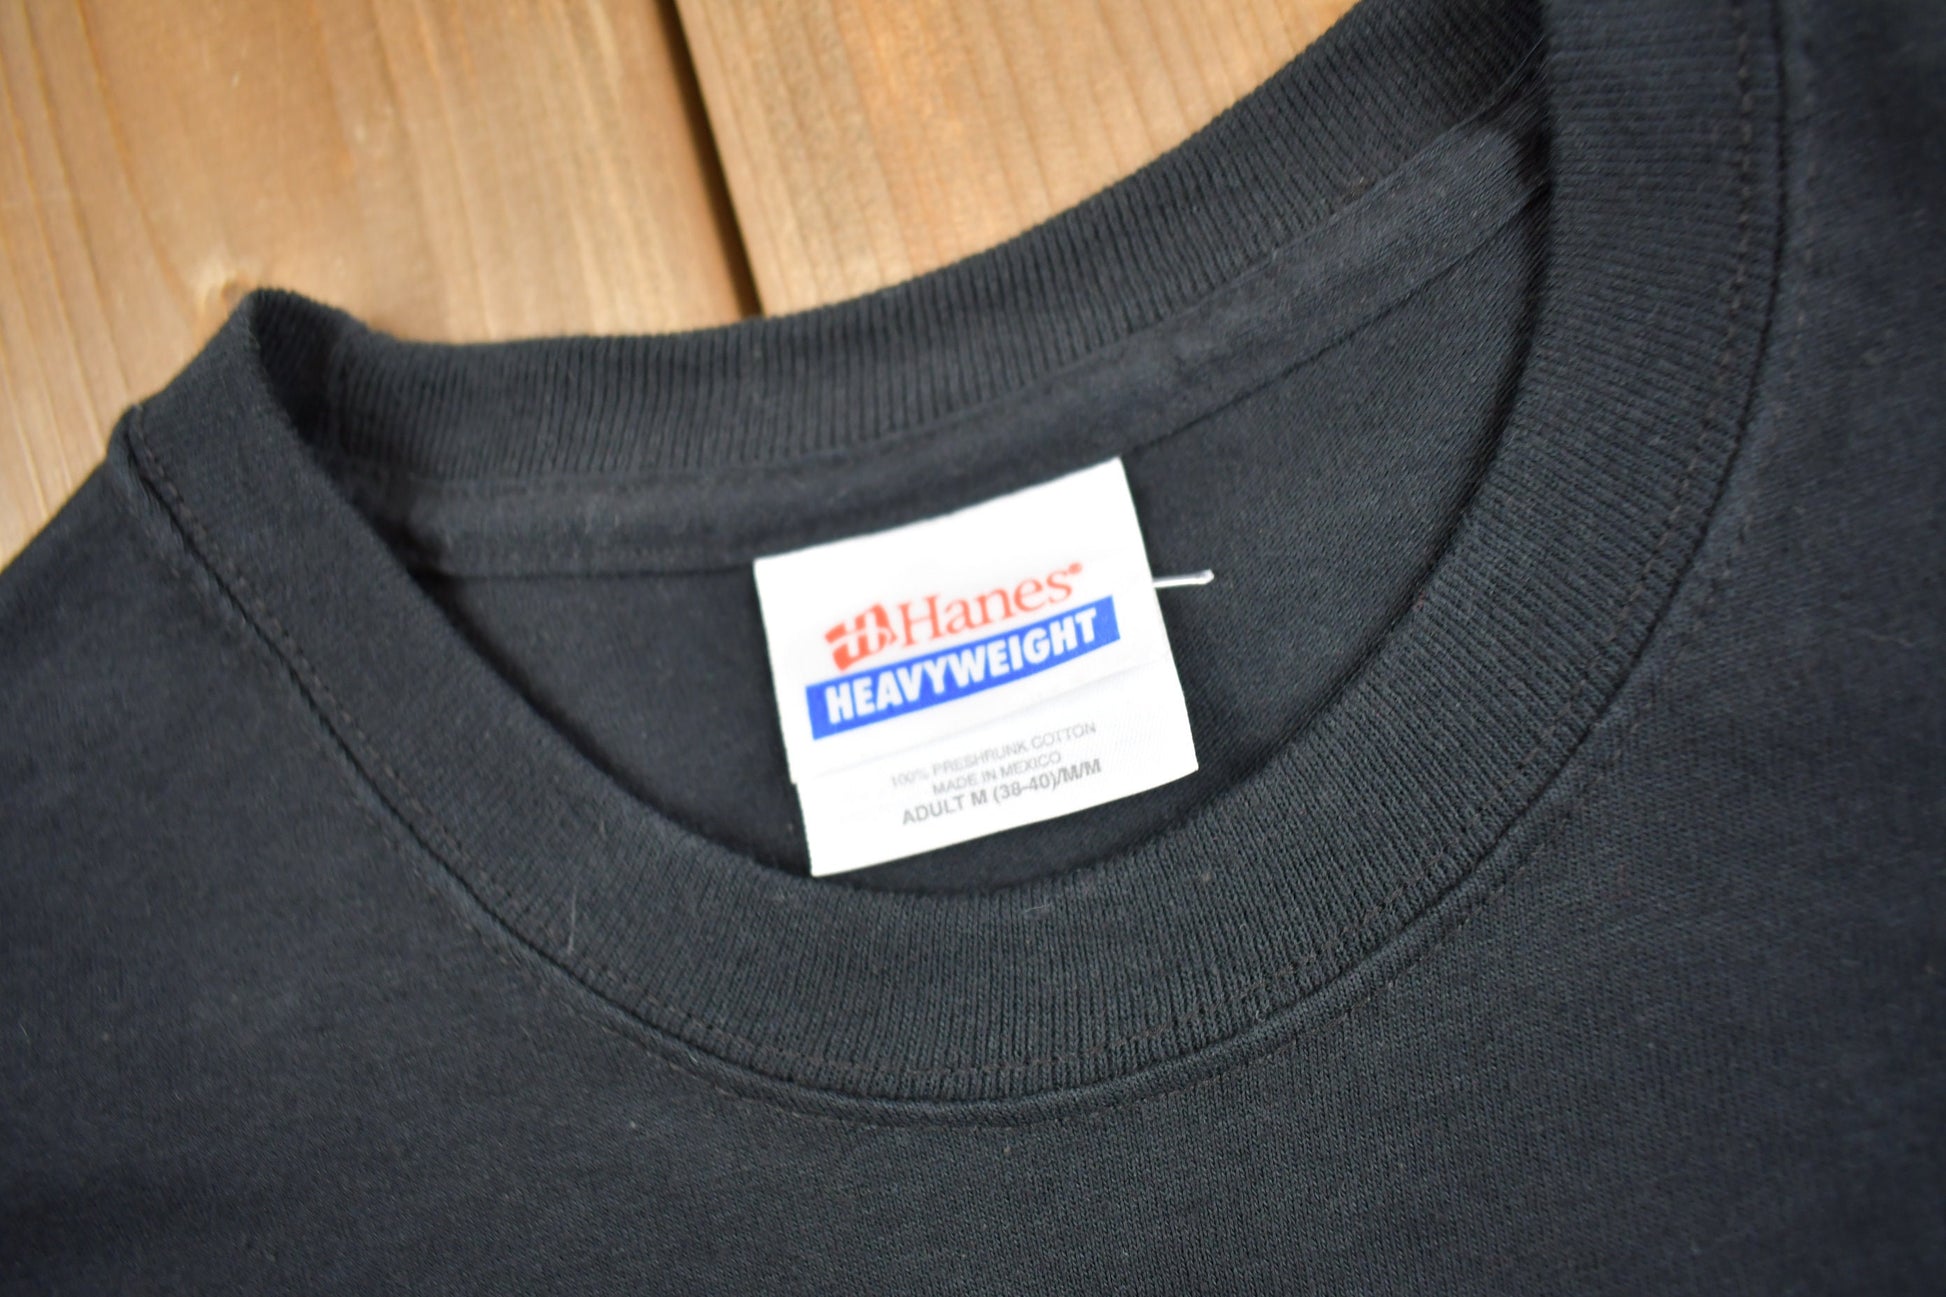 Hanes®
HEAVYWEIGHT
100% PRESHRUNK COTTON
MADE IN MEXICO
ADULT M (38-40)/M/M